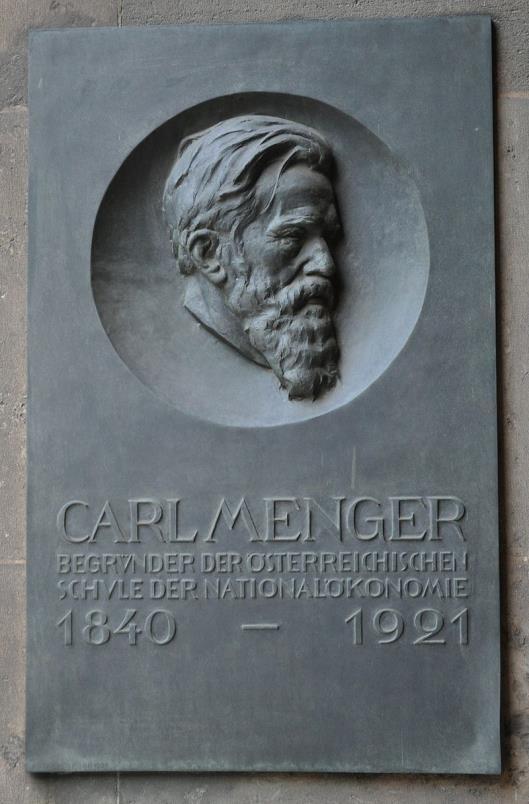 CARL MENGER
BEGRVNDER DER ÖSTERREICHISCHEN
SCHVLE DER NATIONALÖKONOMIE
1840 – 1921